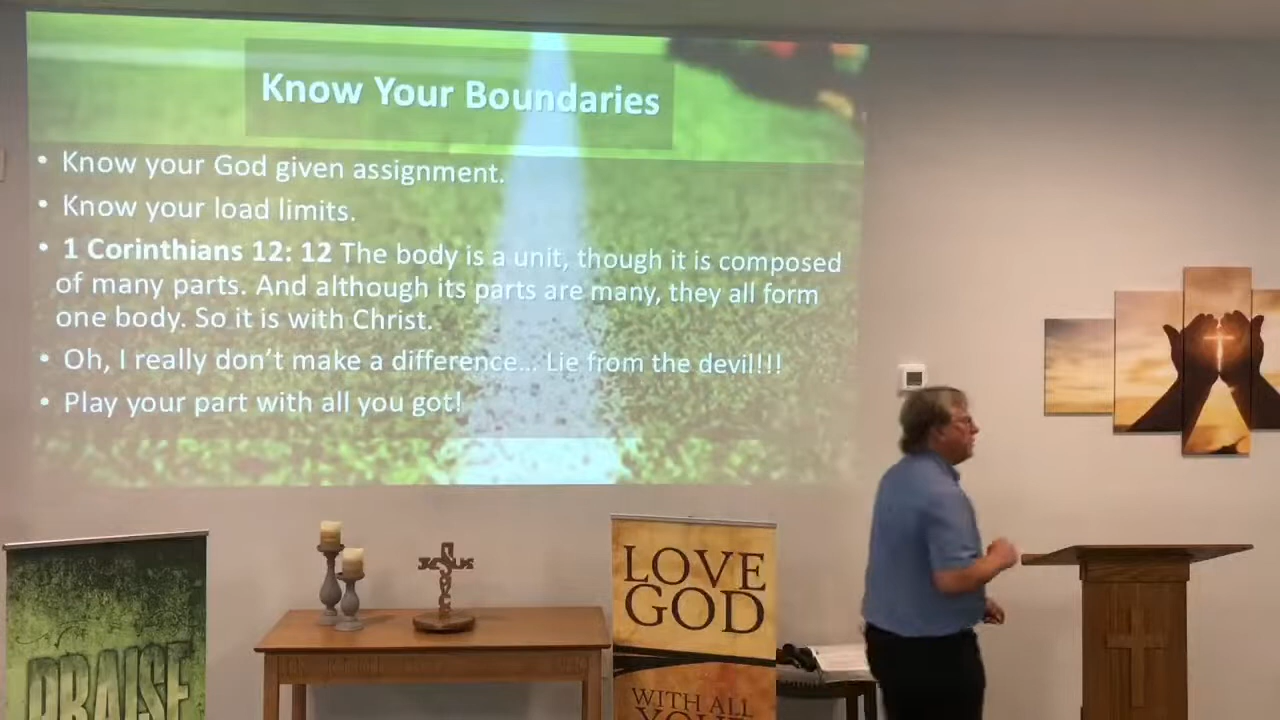 Know Your Boundaries
• Know your God given assignment.
• Know your load limits.
• 1 Corinthians 12: 12 The body is a unit, though it is composed
of many parts. And although its parts are many, they all form
one body. So it is with Christ.
• Oh, I really don't make a difference... Lie from the devil!!!
• Play your part with all you got!
JESUS
LOVE
GOD
WITH ALL
YOUR
PRAISE